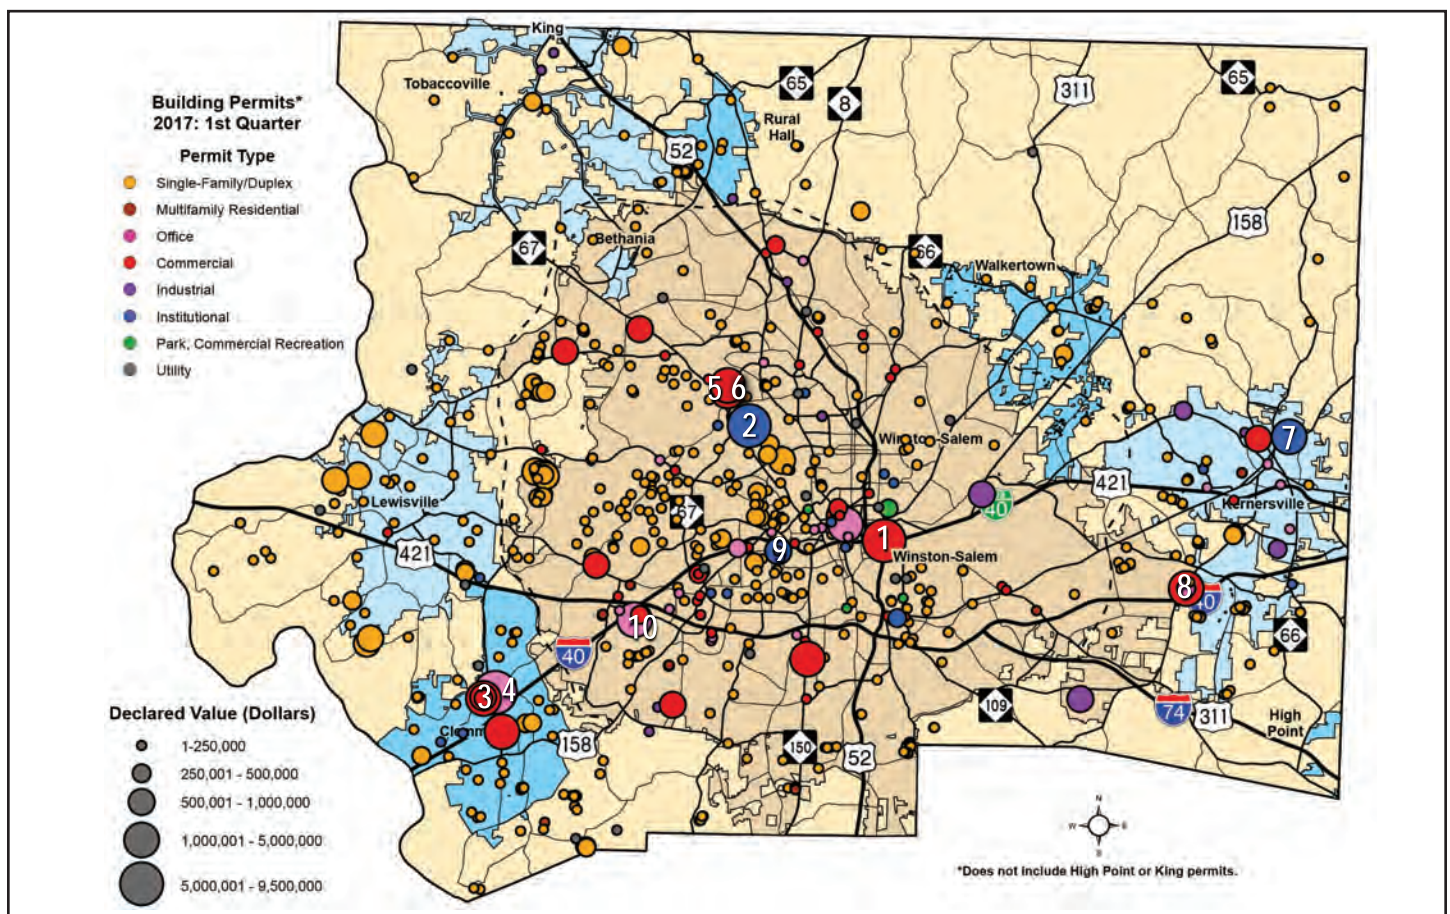 King
Tobaccoville
65
8
311
65
Building Permits*
2017: 1st Quarter
Rural
Hall
52
Permit Type
Single-Family/Duplex
Multifamily Residential
Office
Commercial
Industrial
Institutional
Park, Commercial Recreation
Utility
158
67
Bethania
66
Walkertown
5 6
2
Winston-Salem
7
421
Lewisville
67
40
Kernersville
421
9
1
Winston-Salem
8
40
10
40
66
3 4
109
74
311
High
Point
Declared Value (Dollars)
158
150
52
1-250,000
250,001 - 500,000
500,001 - 1,000,000
1,000,001 - 5,000,000
5,000,001 - 9,500,000
N
W
E
S
*Does not include High Point or King permits.